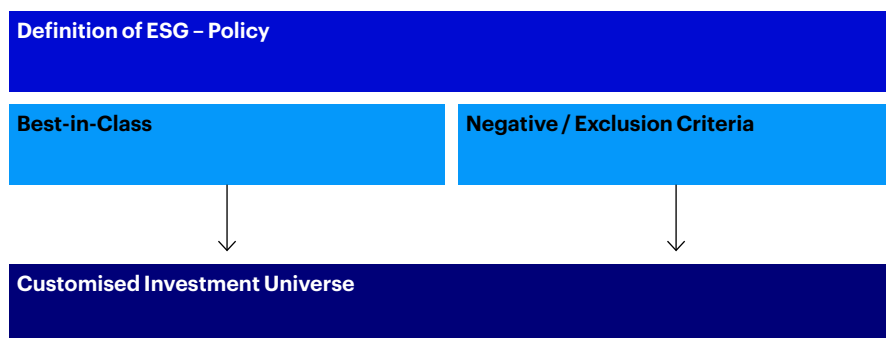 Definition of ESG – Policy
Best-in-Class
Negative / Exclusion Criteria
Customised Investment Universe